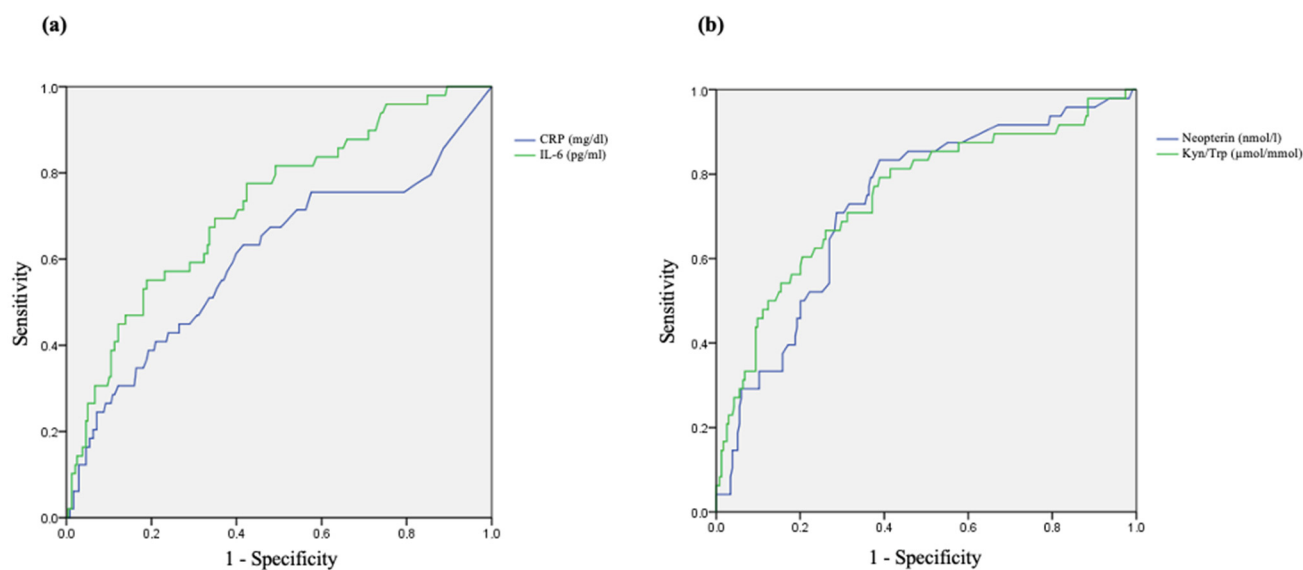 (a)
(b)
1.0
0.8
0.6
0.4
0.2
0.0
Sensitivity
0.0 0.2 0.4 0.6 0.8 1.0
1 - Specificity
CRP (mg/dl)
IL-6 (pg/ml)
1.0
0.8
0.6
0.4
0.2
0.0
Sensitivity
0.0 0.2 0.4 0.6 0.8 1.0
1 - Specificity
Neopterin (nmol/l)
Kyn/Trp (µmol/mmol)